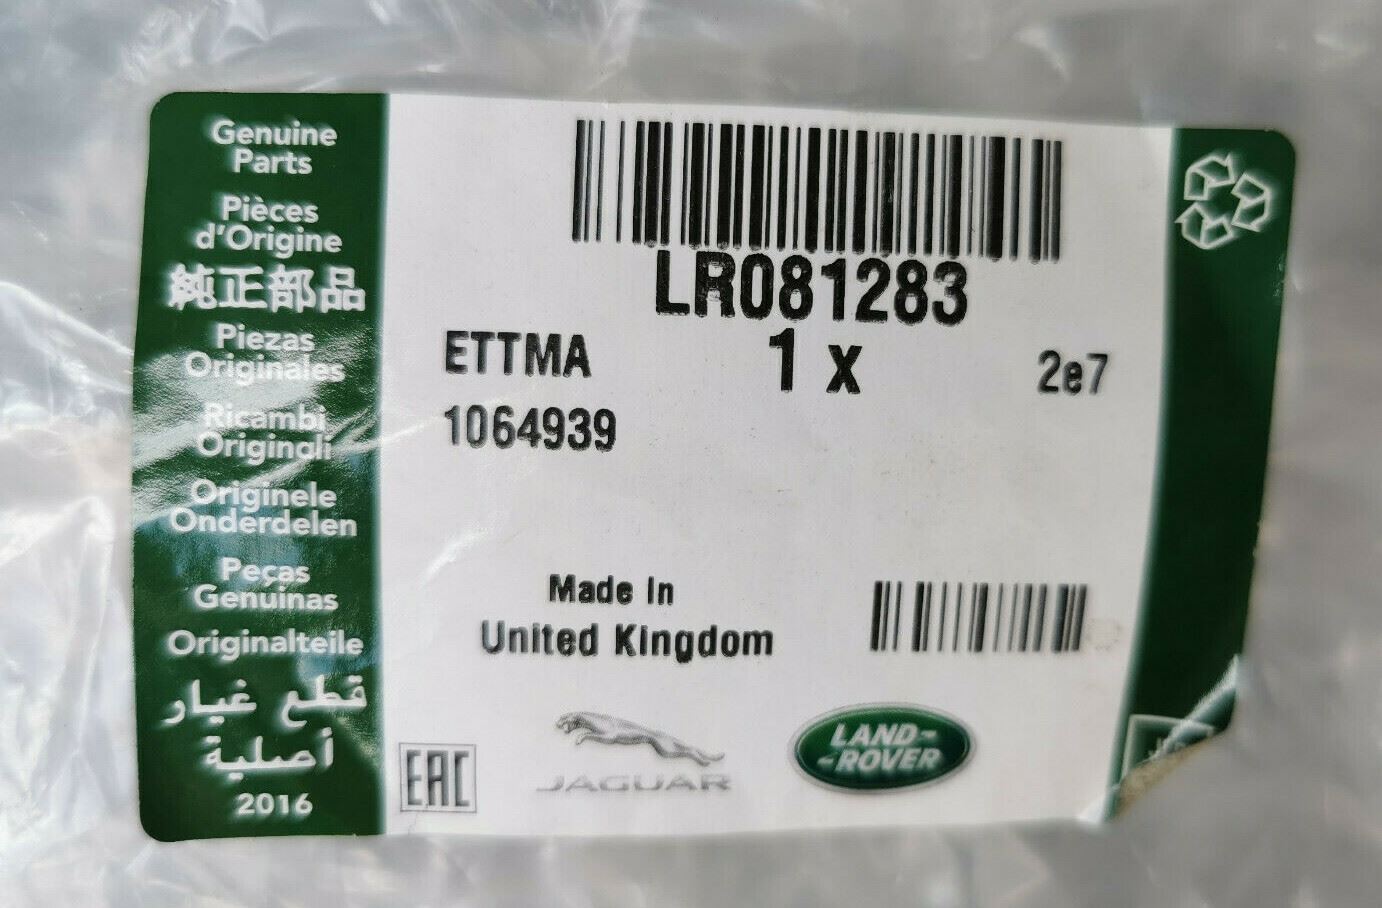 Genuine
Parts
Pièces
d'Origine
純正部品
Piezas
Originales
Ricambi
Originali
Originele
Onderdelen
Peças
Genuinas
Originalteile
قطع غيار
أصلية
2016
LR081283
ETTMA
1 x
2e7
1064939
Made In
United Kingdom
EAC
JAGUAR
LAND-
-ROVER